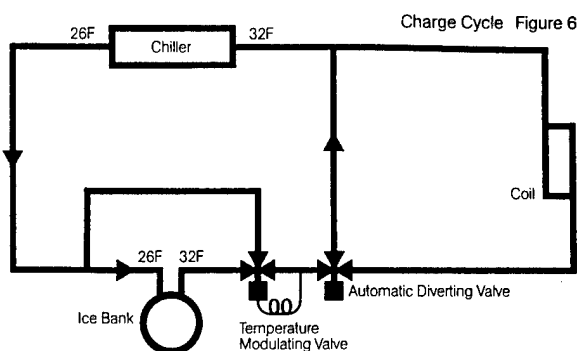 Charge Cycle Figure 6
26F
Chiller
32F
Coil
26F
32F
Automatic Diverting Valve
Ice Bank
Temperature
Modulating Valve